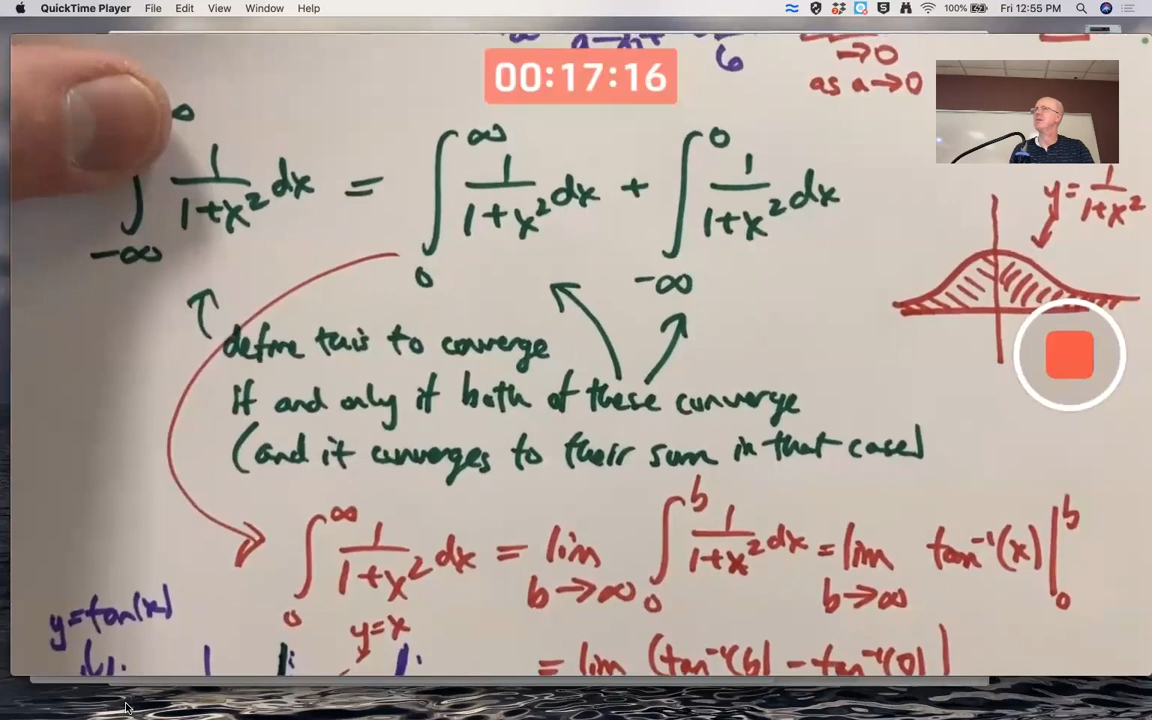 QuickTime Player File Edit View Window Help 100% Fri 12:55 PM
6 →0
as a→0
00:17:16
∫_{-∞} 1/(1+x²) dx = ∫_0^∞ 1/(1+x²) dx + ∫_{-∞}^0 1/(1+x²) dx
y = 1/(1+x²)
define this to converge
if and only if both of these converge
(and it converges to their sum in that case)
∫_0^∞ 1/(1+x²) dx = lim_{b→∞} ∫_0^b 1/(1+x²) dx = lim_{b→∞} tan⁻¹(x) |_0^b
y=tan(x)
y=x
= lim (tan⁻¹(b) - tan⁻¹(0))